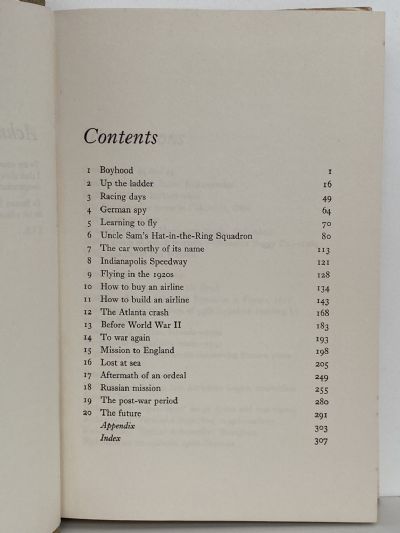 Contents
1 Boyhood 1
2 Up the ladder 16
3 Racing days 49
4 German spy 64
5 Learning to fly 70
6 Uncle Sam's Hat-in-the-Ring Squadron 80
7 The car worthy of its name 113
8 Indianapolis Speedway 121
9 Flying in the 1920s 128
10 How to buy an airline 134
11 How to build an airline 143
12 The Atlanta crash 168
13 Before World War II 183
14 To war again 193
15 Mission to England 198
16 Lost at sea 205
17 Aftermath of an ordeal 249
18 Russian mission 255
19 The post-war period 280
20 The future 291
Appendix 303
Index 307